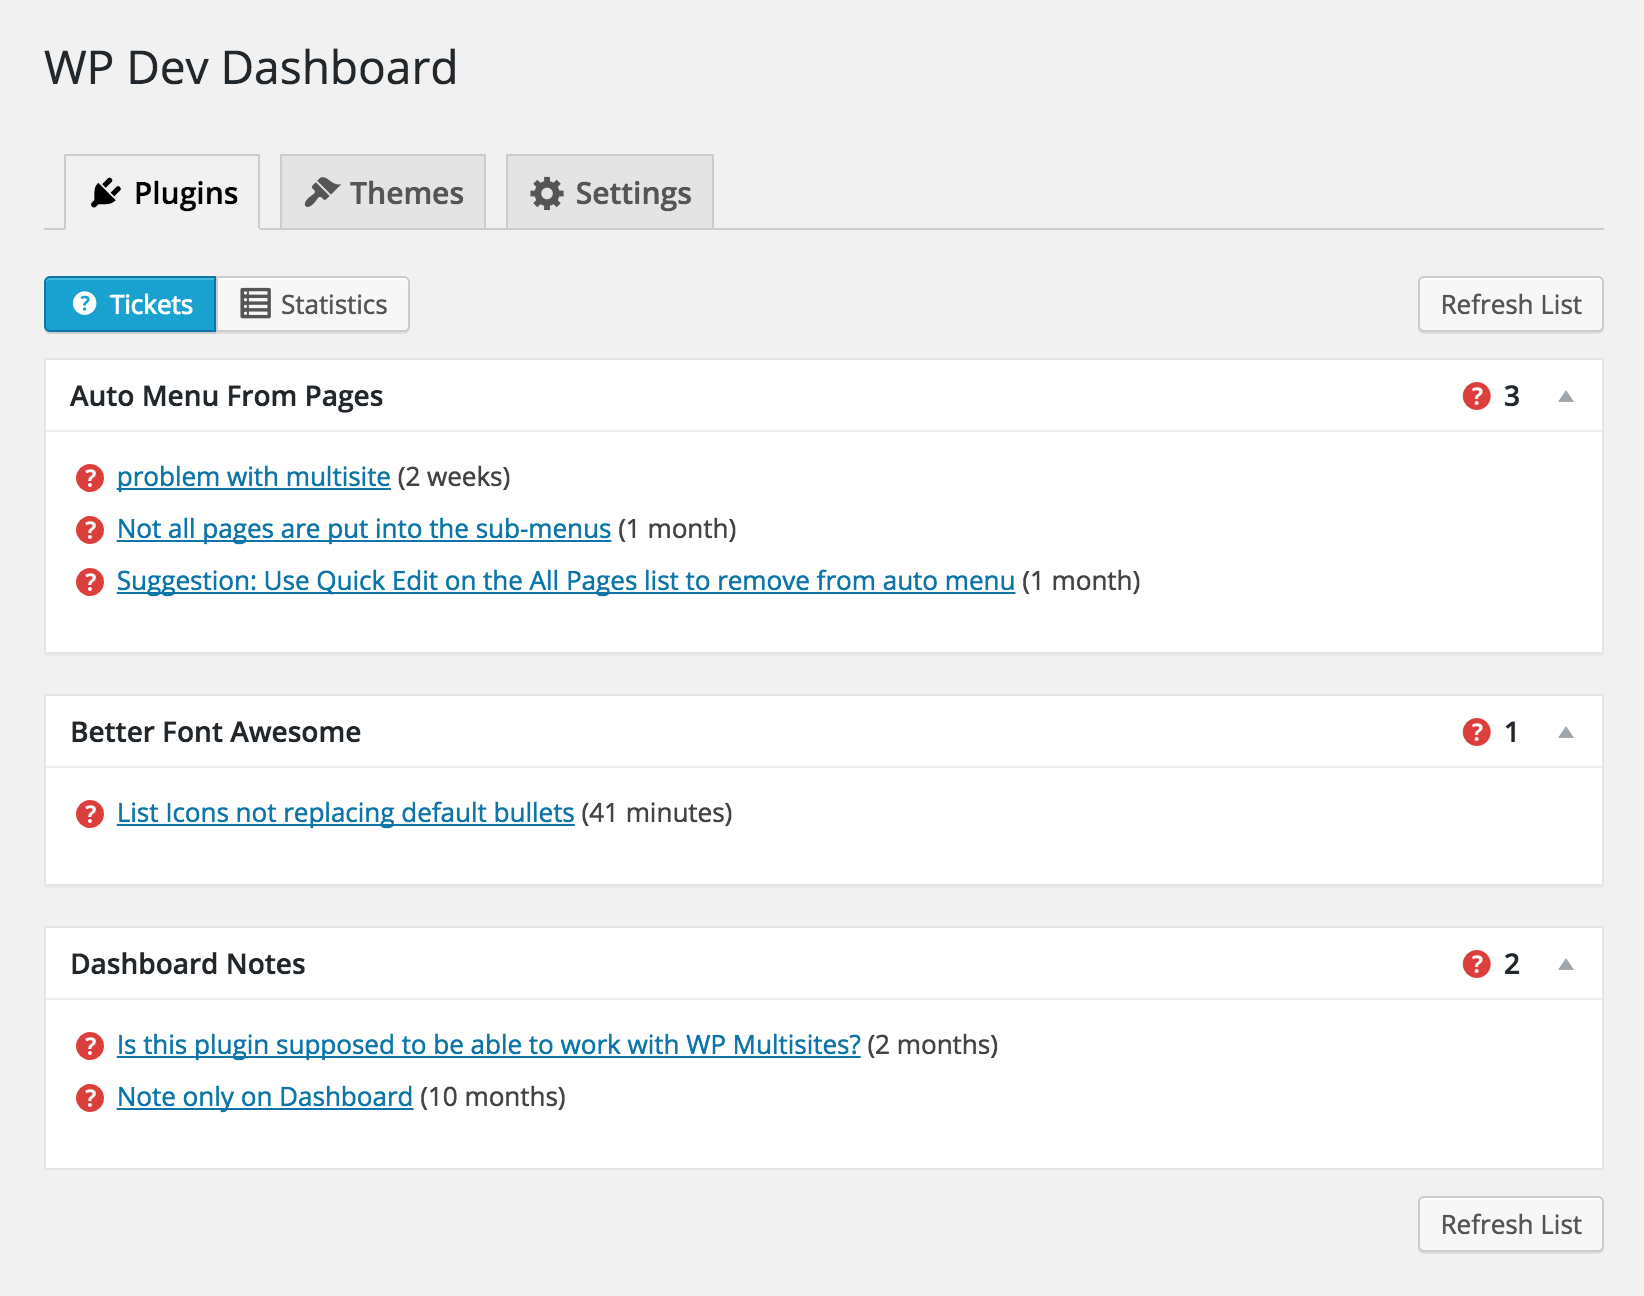 WP Dev Dashboard
Plugins
Themes
Settings
Tickets
Statistics
Refresh List
Auto Menu From Pages
? 3
? problem with multisite (2 weeks)
? Not all pages are put into the sub-menus (1 month)
? Suggestion: Use Quick Edit on the All Pages list to remove from auto menu (1 month)
Better Font Awesome
? 1
? List Icons not replacing default bullets (41 minutes)
Dashboard Notes
? 2
? Is this plugin supposed to be able to work with WP Multisites? (2 months)
? Note only on Dashboard (10 months)
Refresh List